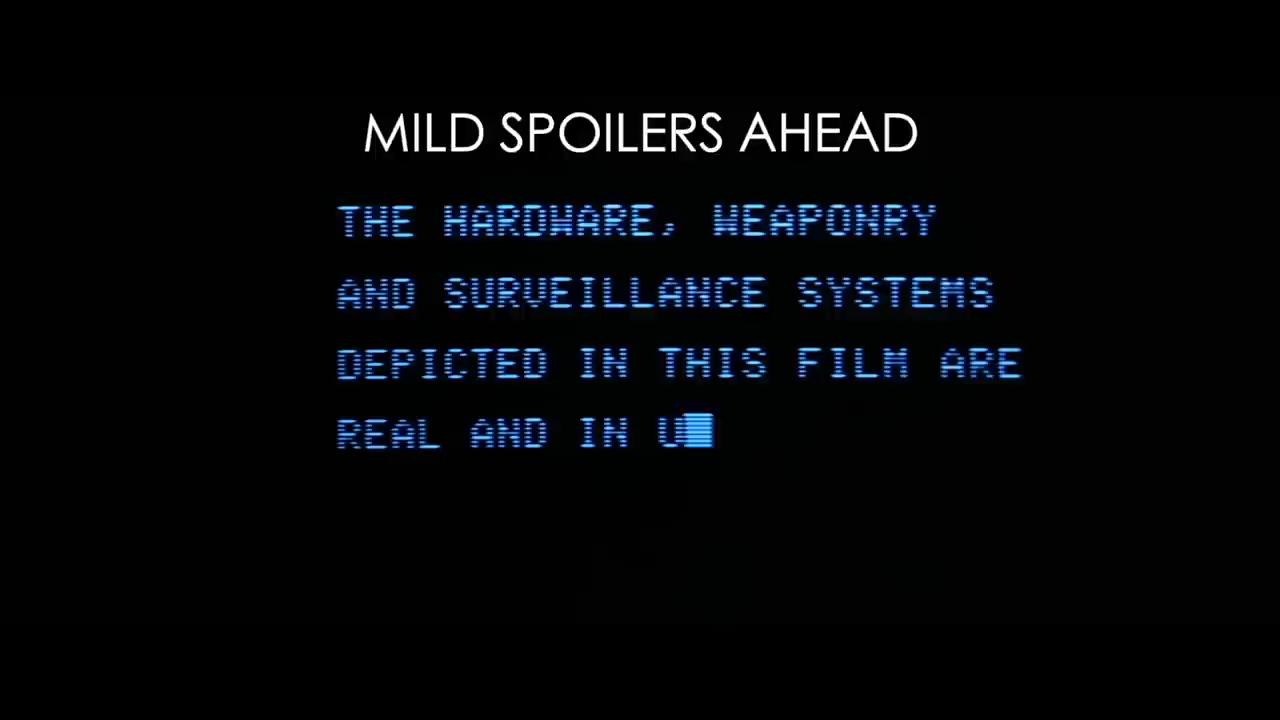 MILD SPOILERS AHEAD
THE HARDWARE, WEAPONRY
AND SURVEILLANCE SYSTEMS
DEPICTED IN THIS FILM ARE
REAL AND IN U